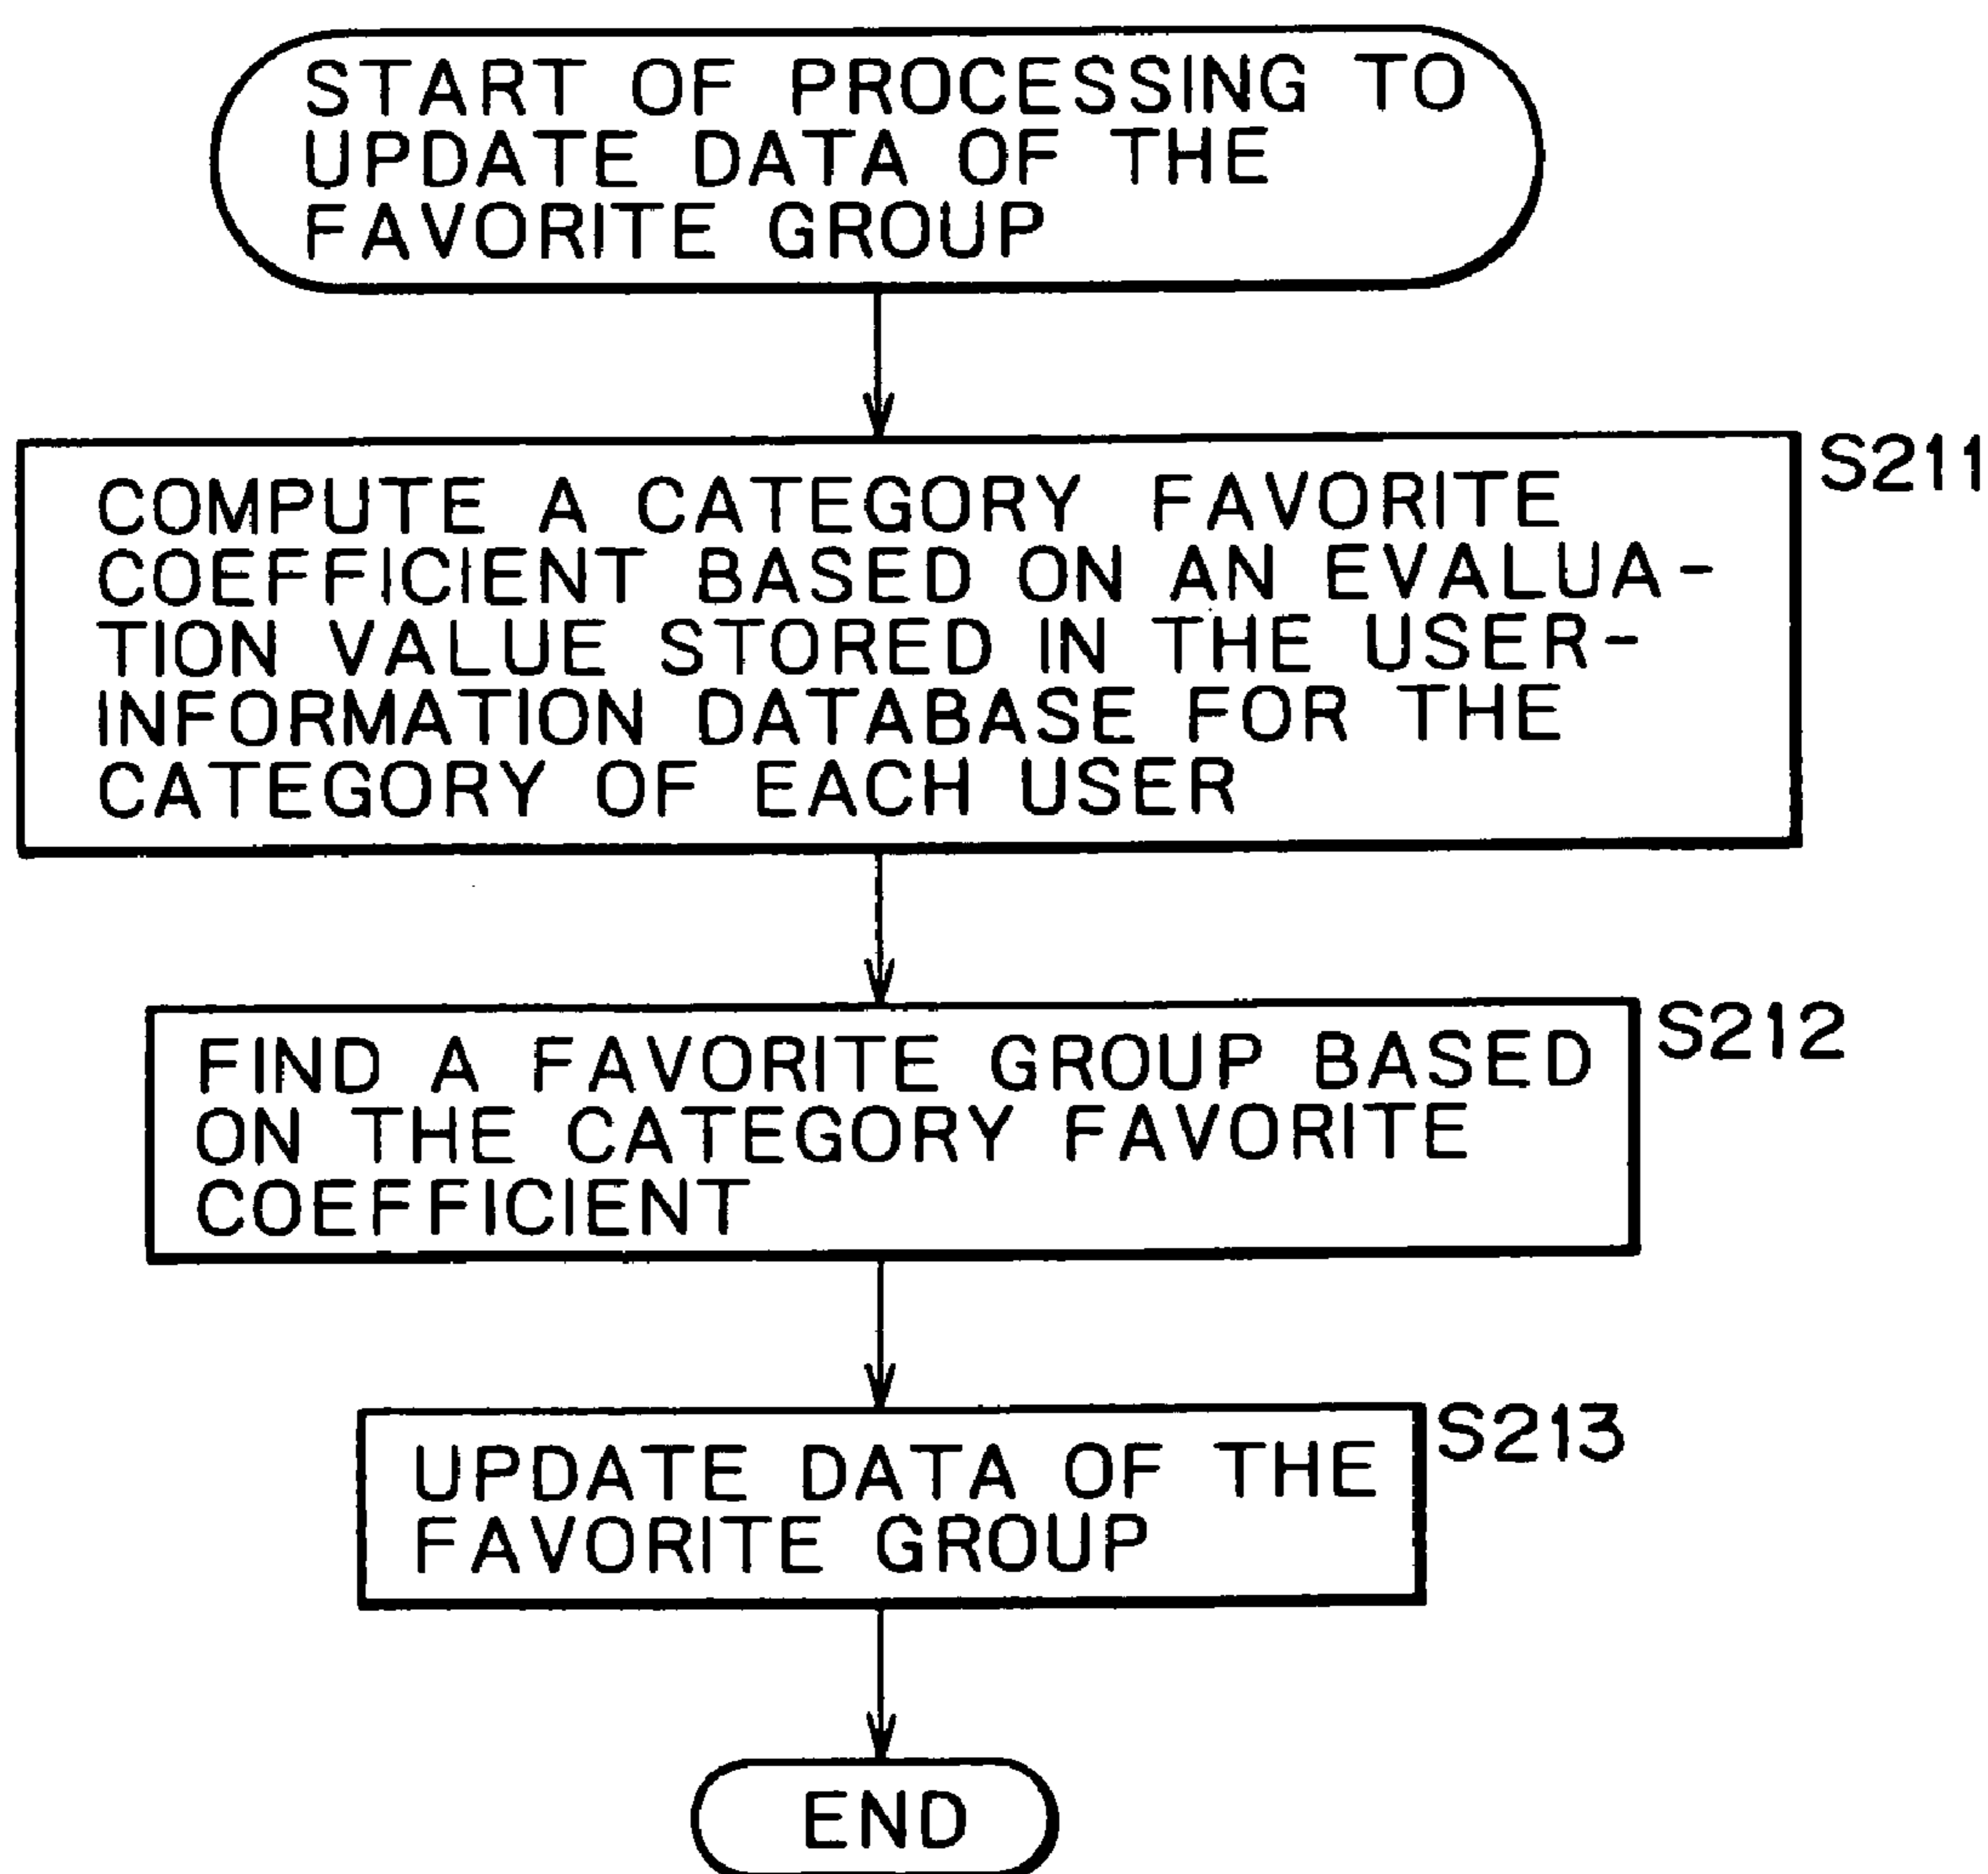 START OF PROCESSING TO
UPDATE DATA OF THE
FAVORITE GROUP
S211
COMPUTE A CATEGORY FAVORITE
COEFFICIENT BASED ON AN EVALUA-
TION VALUE STORED IN THE USER-
INFORMATION DATABASE FOR THE
CATEGORY OF EACH USER
S212
FIND A FAVORITE GROUP BASED
ON THE CATEGORY FAVORITE
COEFFICIENT
S213
UPDATE DATA OF THE
FAVORITE GROUP
END